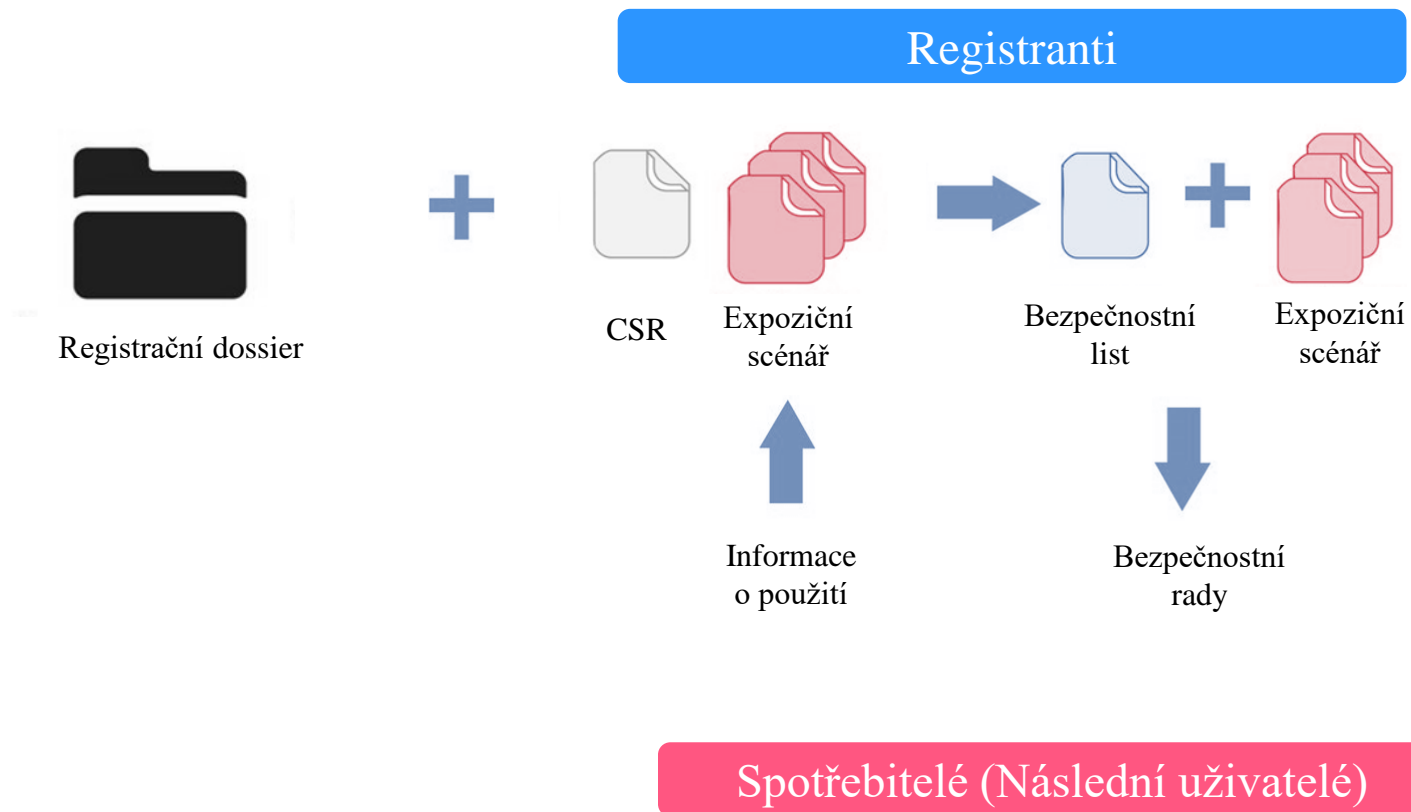 Registranti
Registrační dossier
CSR
Expoziční
scénář
Bezpečnostní
list
Expoziční
scénář
Informace
o použití
Bezpečnostní
rady
Spotřebitelé (Následní uživatelé)